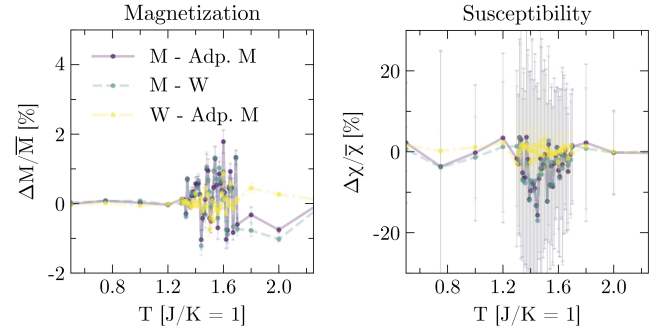 Magnetization
ΔM/M̅ [%]
4
2
0
-2
M - Adp. M
M - W
W - Adp. M
0.8 1.2 1.6 2.0
T [J/K = 1]
Susceptibility
Δχ/χ̅ [%]
20
0
-20
0.8 1.2 1.6 2.0
T [J/K = 1]